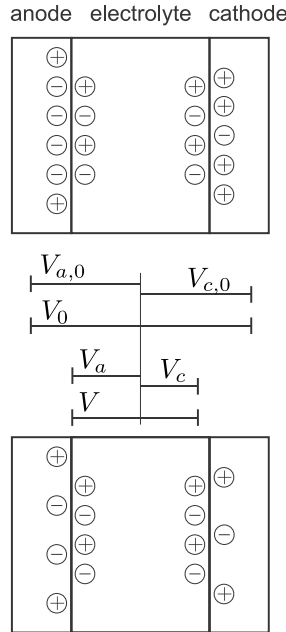 anode electrolyte cathode
+
− + + +
− − − +
− + + −
− − − +
+ +
V_{a,0} V_{c,0}
V_0
V_a V_c
V
+
+ + +
− − −
+ + −
− − −
+ +